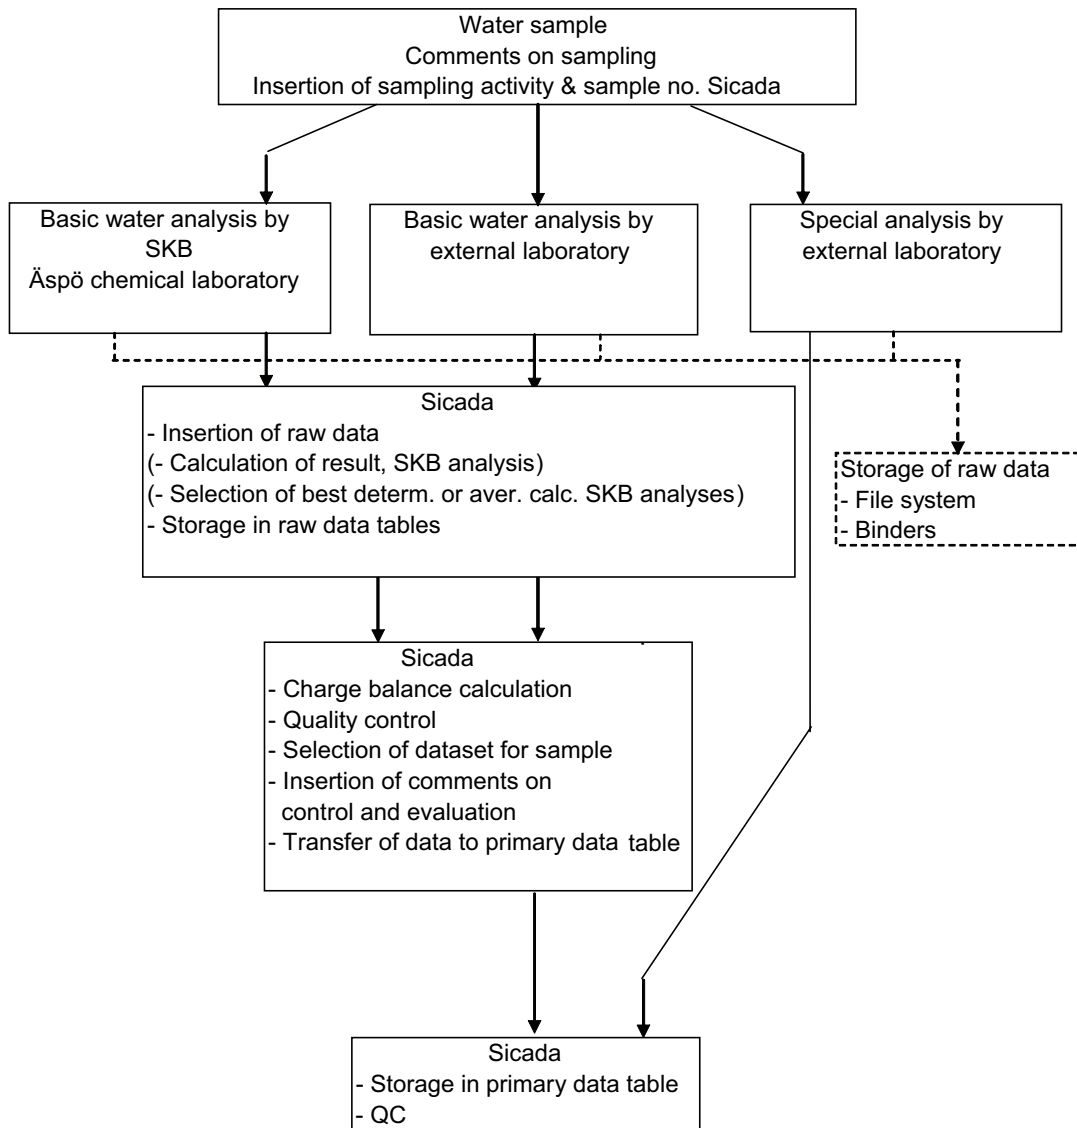 Water sample
Comments on sampling
Insertion of sampling activity & sample no. Sicada
Basic water analysis by
SKB
Äspö chemical laboratory
Basic water analysis by
external laboratory
Special analysis by
external laboratory
Sicada
- Insertion of raw data
(- Calculation of result, SKB analysis)
(- Selection of best determ. or aver. calc. SKB analyses)
- Storage in raw data tables
Storage of raw data
- File system
- Binders
Sicada
- Charge balance calculation
- Quality control
- Selection of dataset for sample
- Insertion of comments on
control and evaluation
- Transfer of data to primary data table
Sicada
- Storage in primary data table
- QC